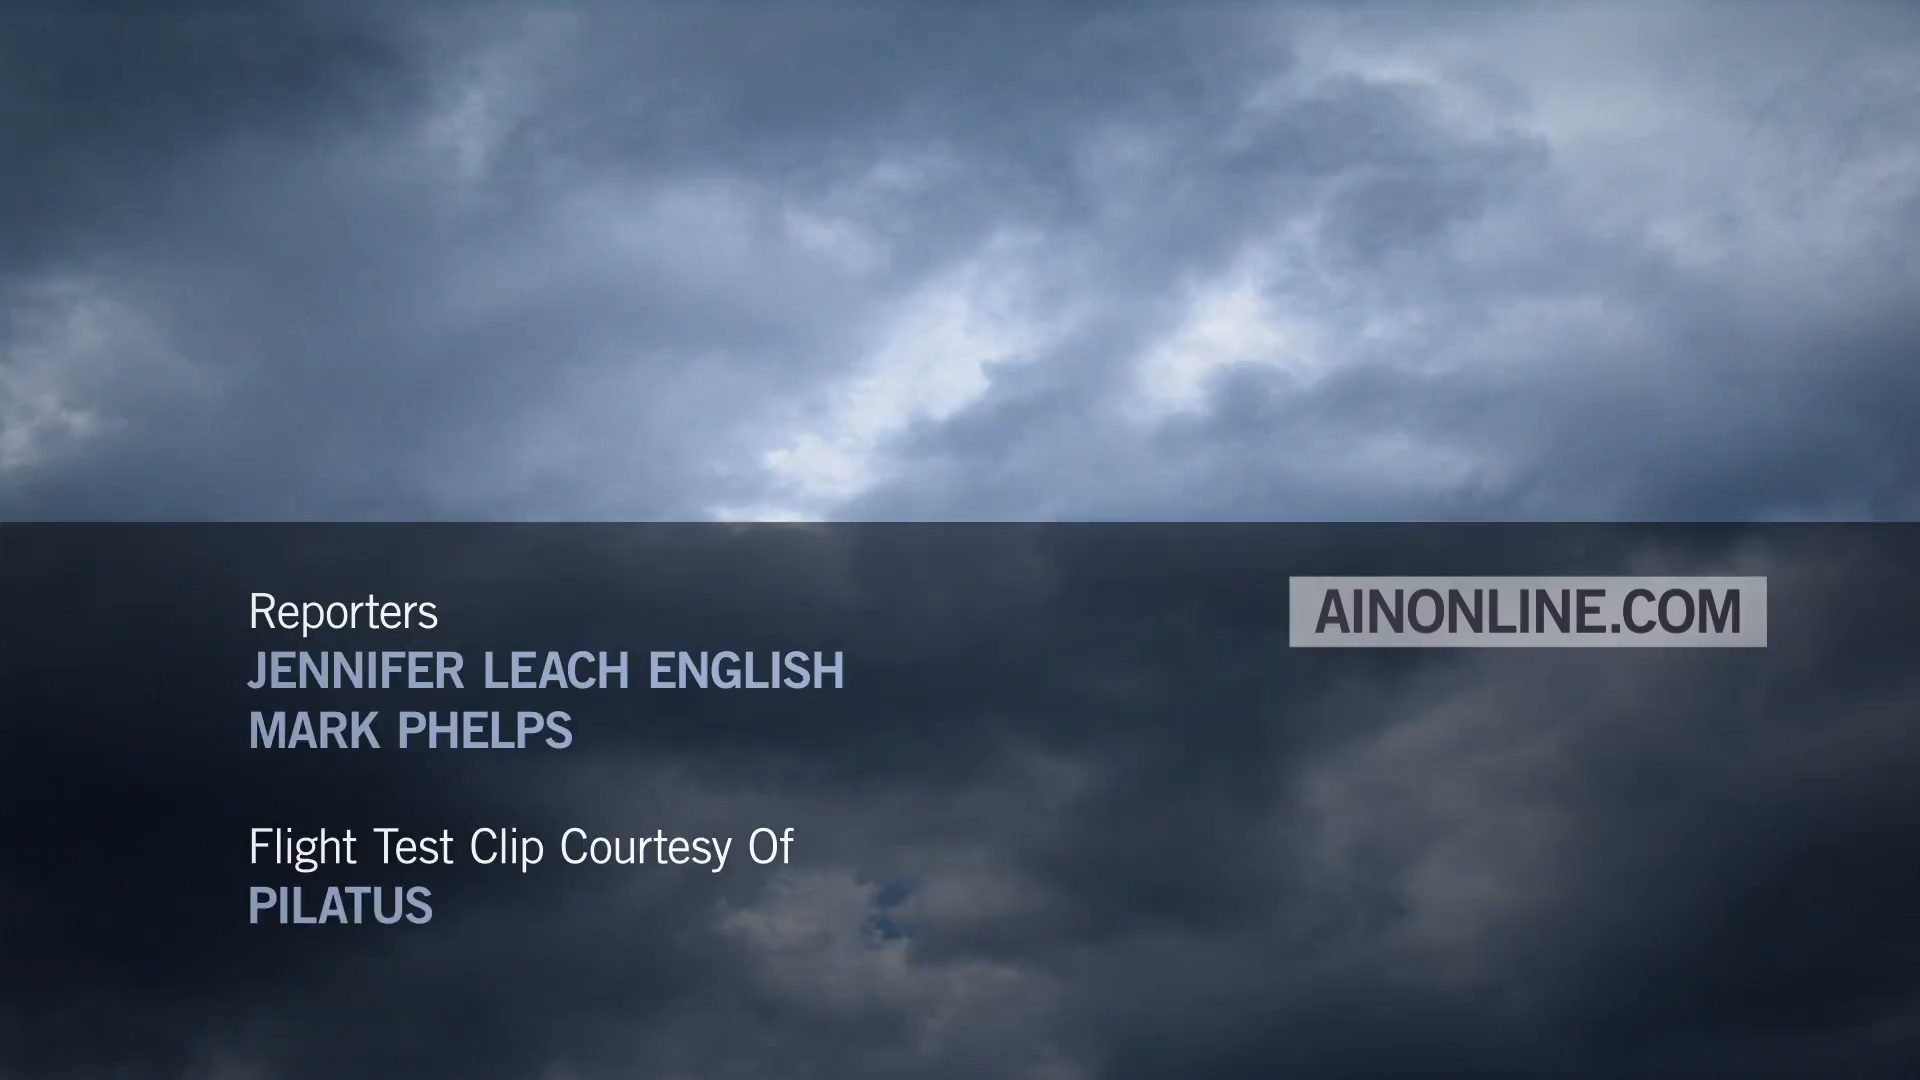 Reporters
JENNIFER LEACH ENGLISH
MARK PHELPS
Flight Test Clip Courtesy Of
PILATUS
AINONLINE.COM